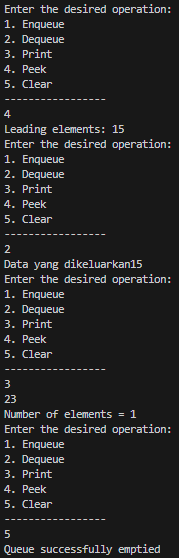 Enter the desired operation:
1. Enqueue
2. Dequeue
3. Print
4. Peek
5. Clear
-----------------
4
Leading elements: 15
Enter the desired operation:
1. Enqueue
2. Dequeue
3. Print
4. Peek
5. Clear
-----------------
2
Data yang dikeluarkan15
Enter the desired operation:
1. Enqueue
2. Dequeue
3. Print
4. Peek
5. Clear
-----------------
3
23
Number of elements = 1
Enter the desired operation:
1. Enqueue
2. Dequeue
3. Print
4. Peek
5. Clear
-----------------
5
Queue successfully emptied